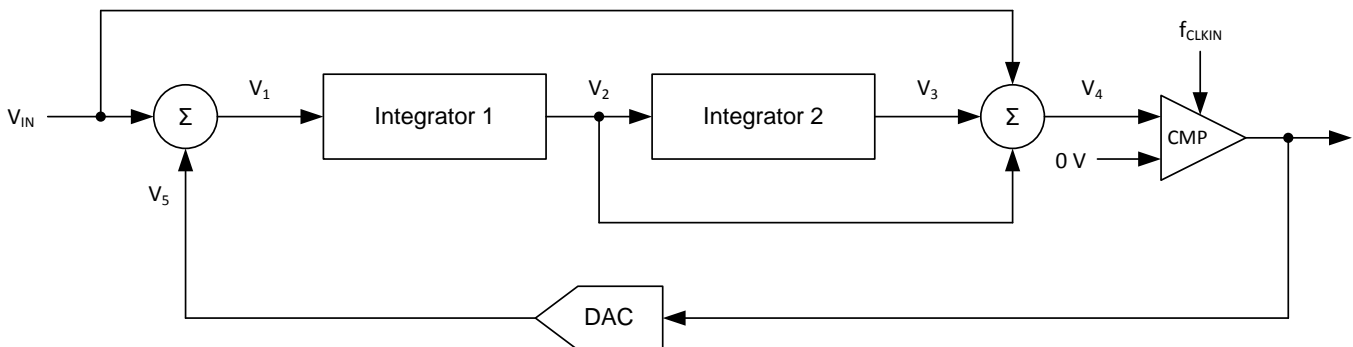 f_CLKIN
V_IN
Σ
V_1
Integrator 1
V_2
Integrator 2
V_3
Σ
V_4
CMP
0 V
V_5
DAC